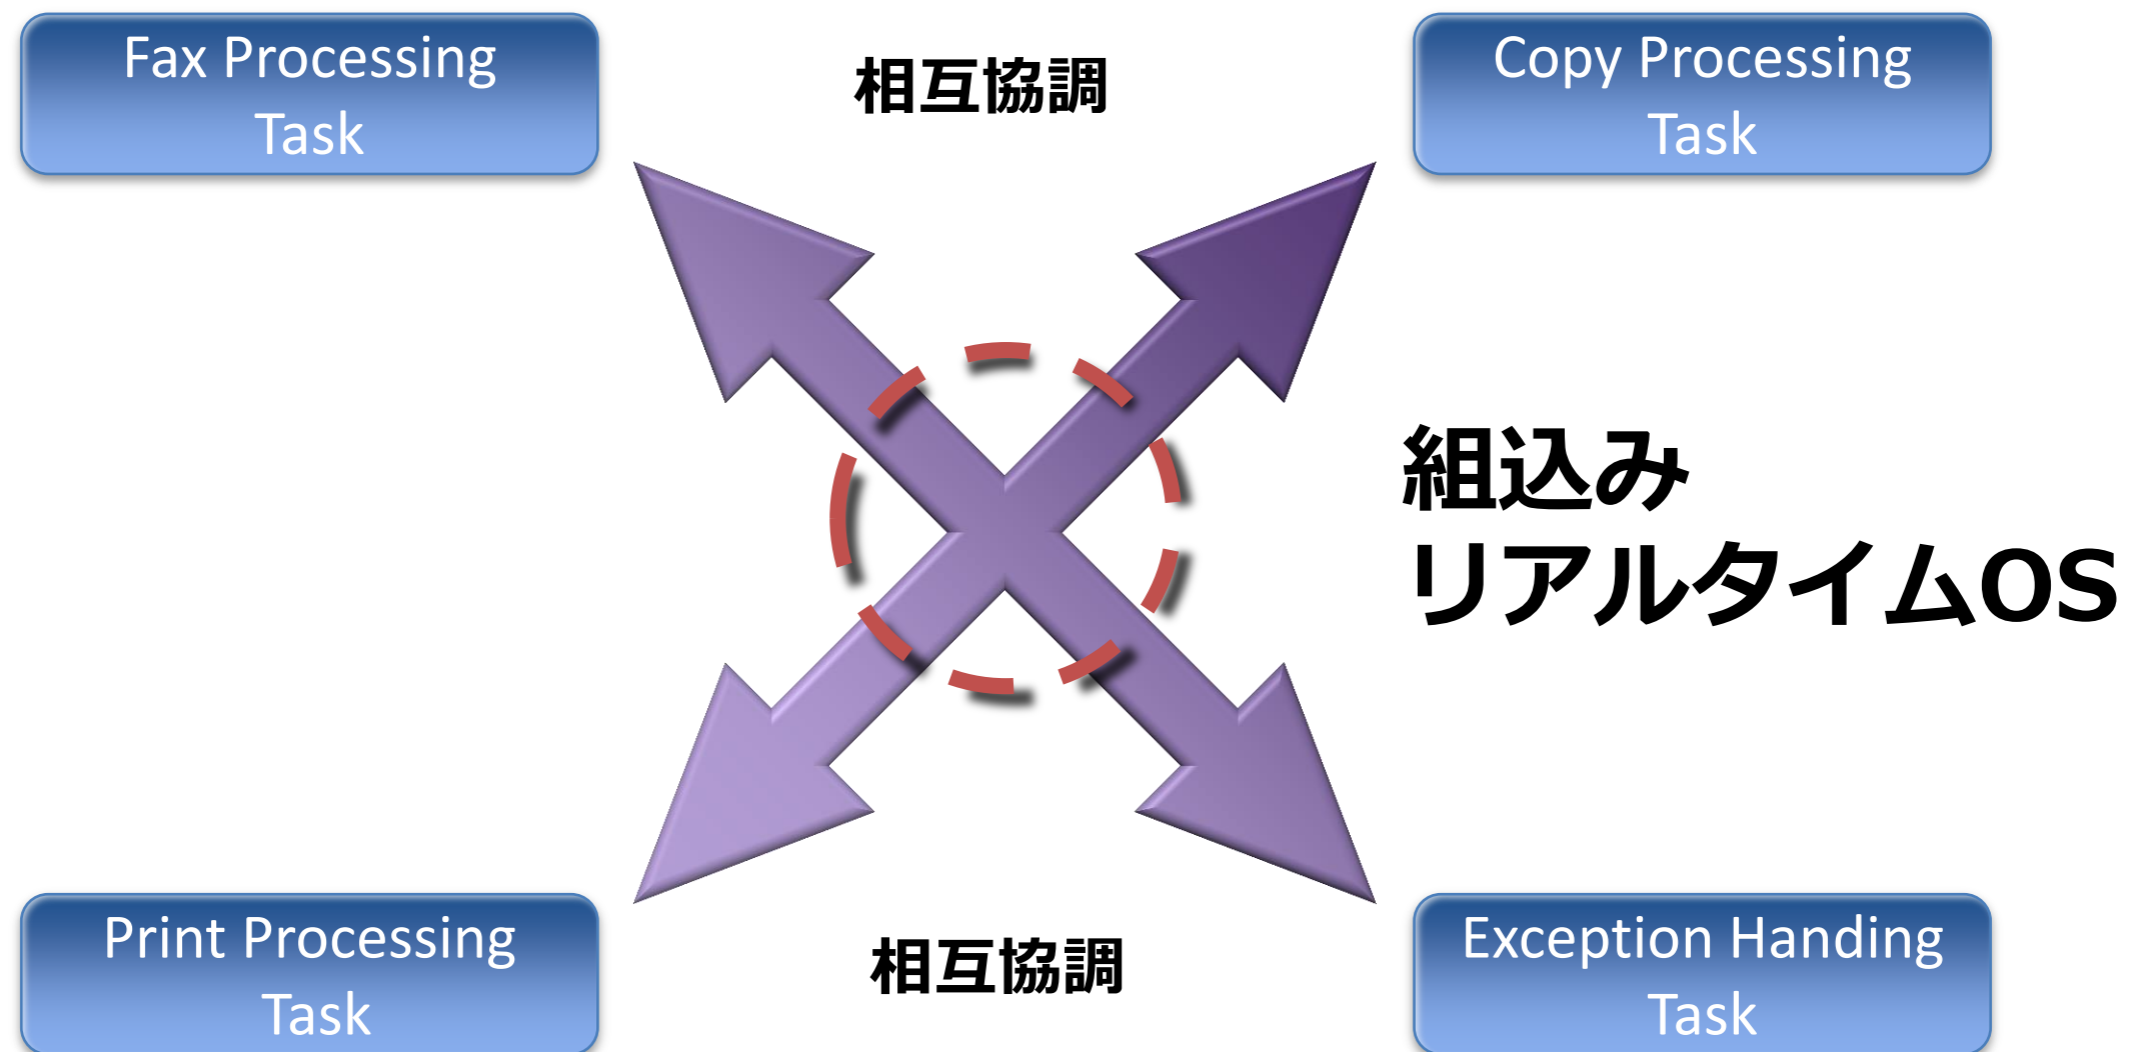 Fax Processing
Task
相互協調
Copy Processing
Task
組込み
リアルタイムOS
Print Processing
Task
相互協調
Exception Handing
Task